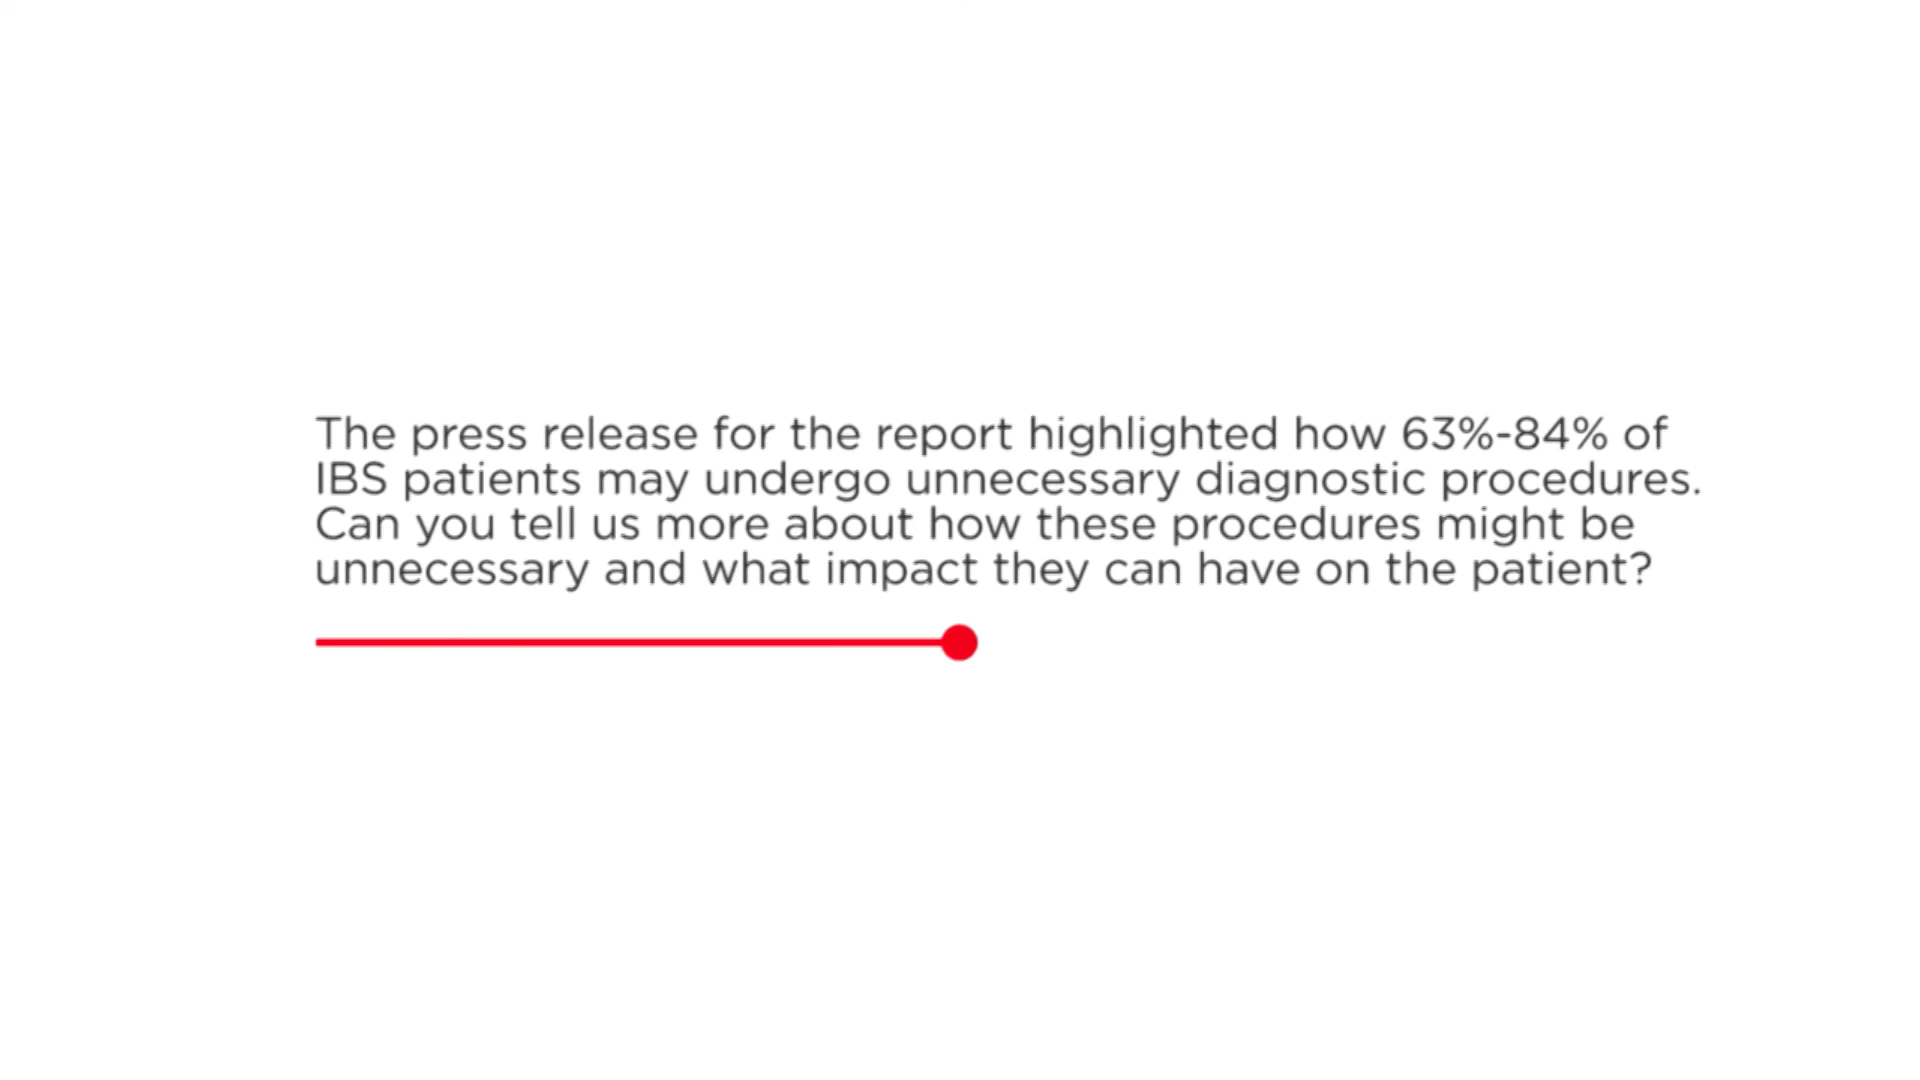 The press release for the report highlighted how 63%-84% of
IBS patients may undergo unnecessary diagnostic procedures.
Can you tell us more about how these procedures might be
unnecessary and what impact they can have on the patient?